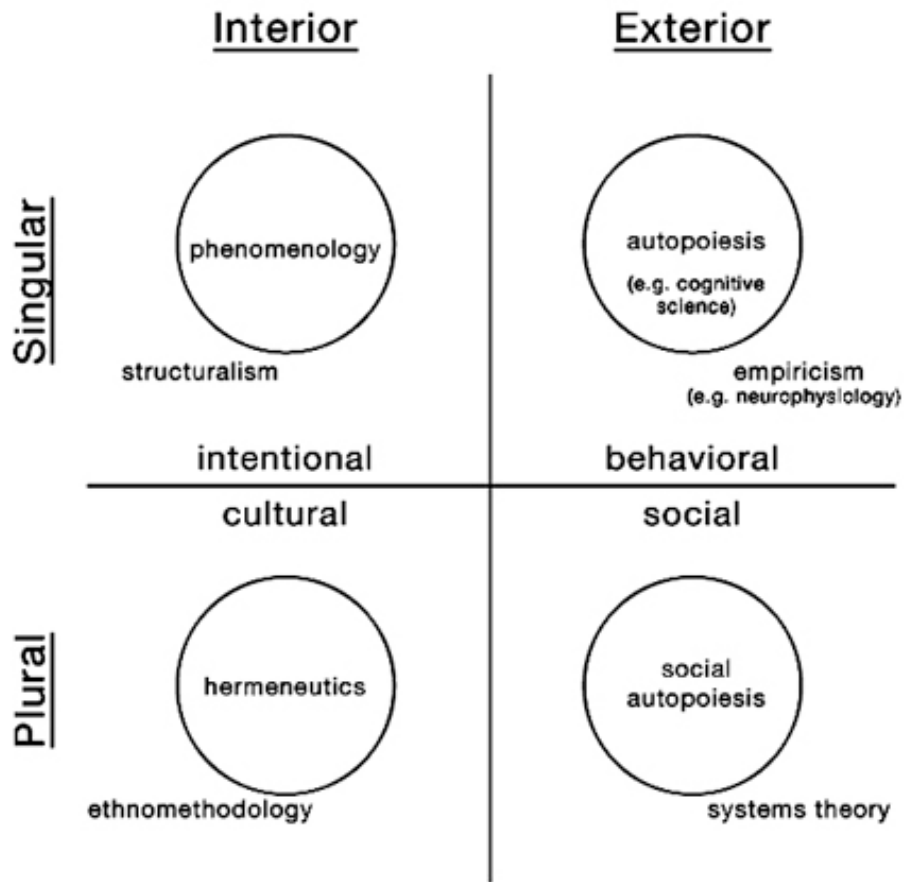 Interior
Exterior
Singular
phenomenology
autopoiesis
(e.g. cognitive
science)
structuralism
empiricism
(e.g. neurophysiology)
intentional
behavioral
cultural
social
Plural
hermeneutics
social
autopoiesis
ethnomethodology
systems theory